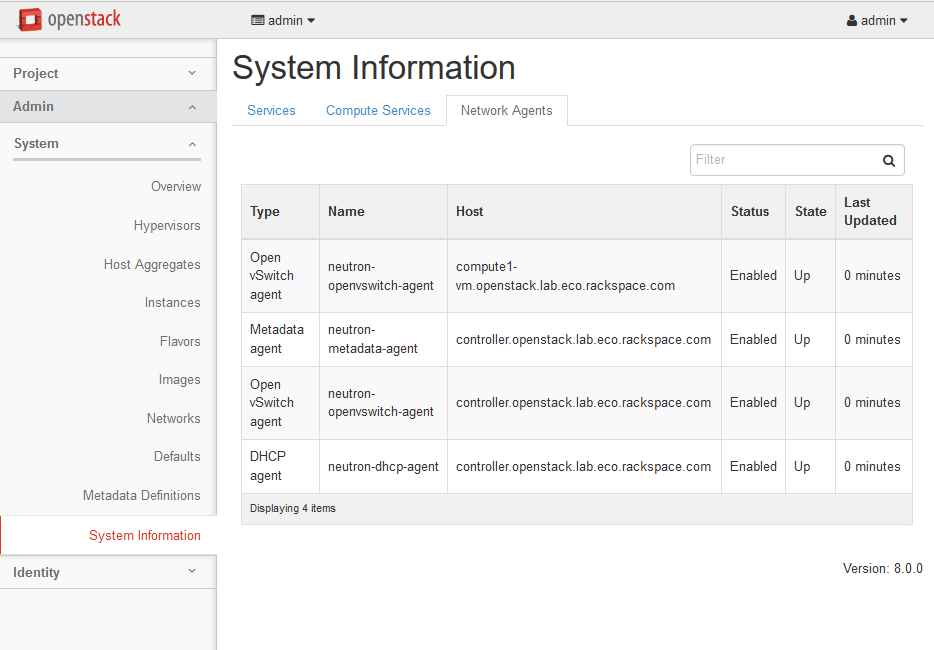 openstack
admin
admin
Project
Admin
System
Overview
Hypervisors
Host Aggregates
Instances
Flavors
Images
Networks
Defaults
Metadata Definitions
System Information
Identity
System Information
Services Compute Services Network Agents
Filter
Type Name Host Status State Last
Updated
Open
vSwitch
agent
neutron-
openvswitch-agent
compute1-
vm.openstack.lab.eco.rackspace.com
Enabled Up 0 minutes
Metadata
agent
neutron-
metadata-agent
controller.openstack.lab.eco.rackspace.com Enabled Up 0 minutes
Open
vSwitch
agent
neutron-
openvswitch-agent
controller.openstack.lab.eco.rackspace.com Enabled Up 0 minutes
DHCP
agent
neutron-dhcp-agent controller.openstack.lab.eco.rackspace.com Enabled Up 0 minutes
Displaying 4 items
Version: 8.0.0